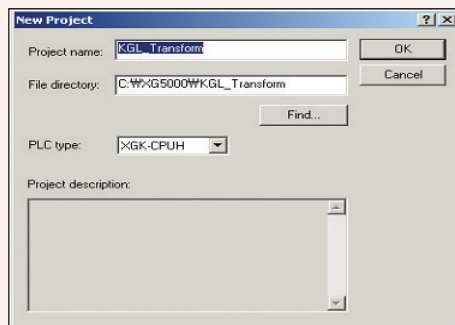 New Project
Project name: KGL_Transform
OK
File directory: C:₩XG5000₩KGL_Transform
Cancel
Find...
PLC type: XGK-CPUH
Project description: